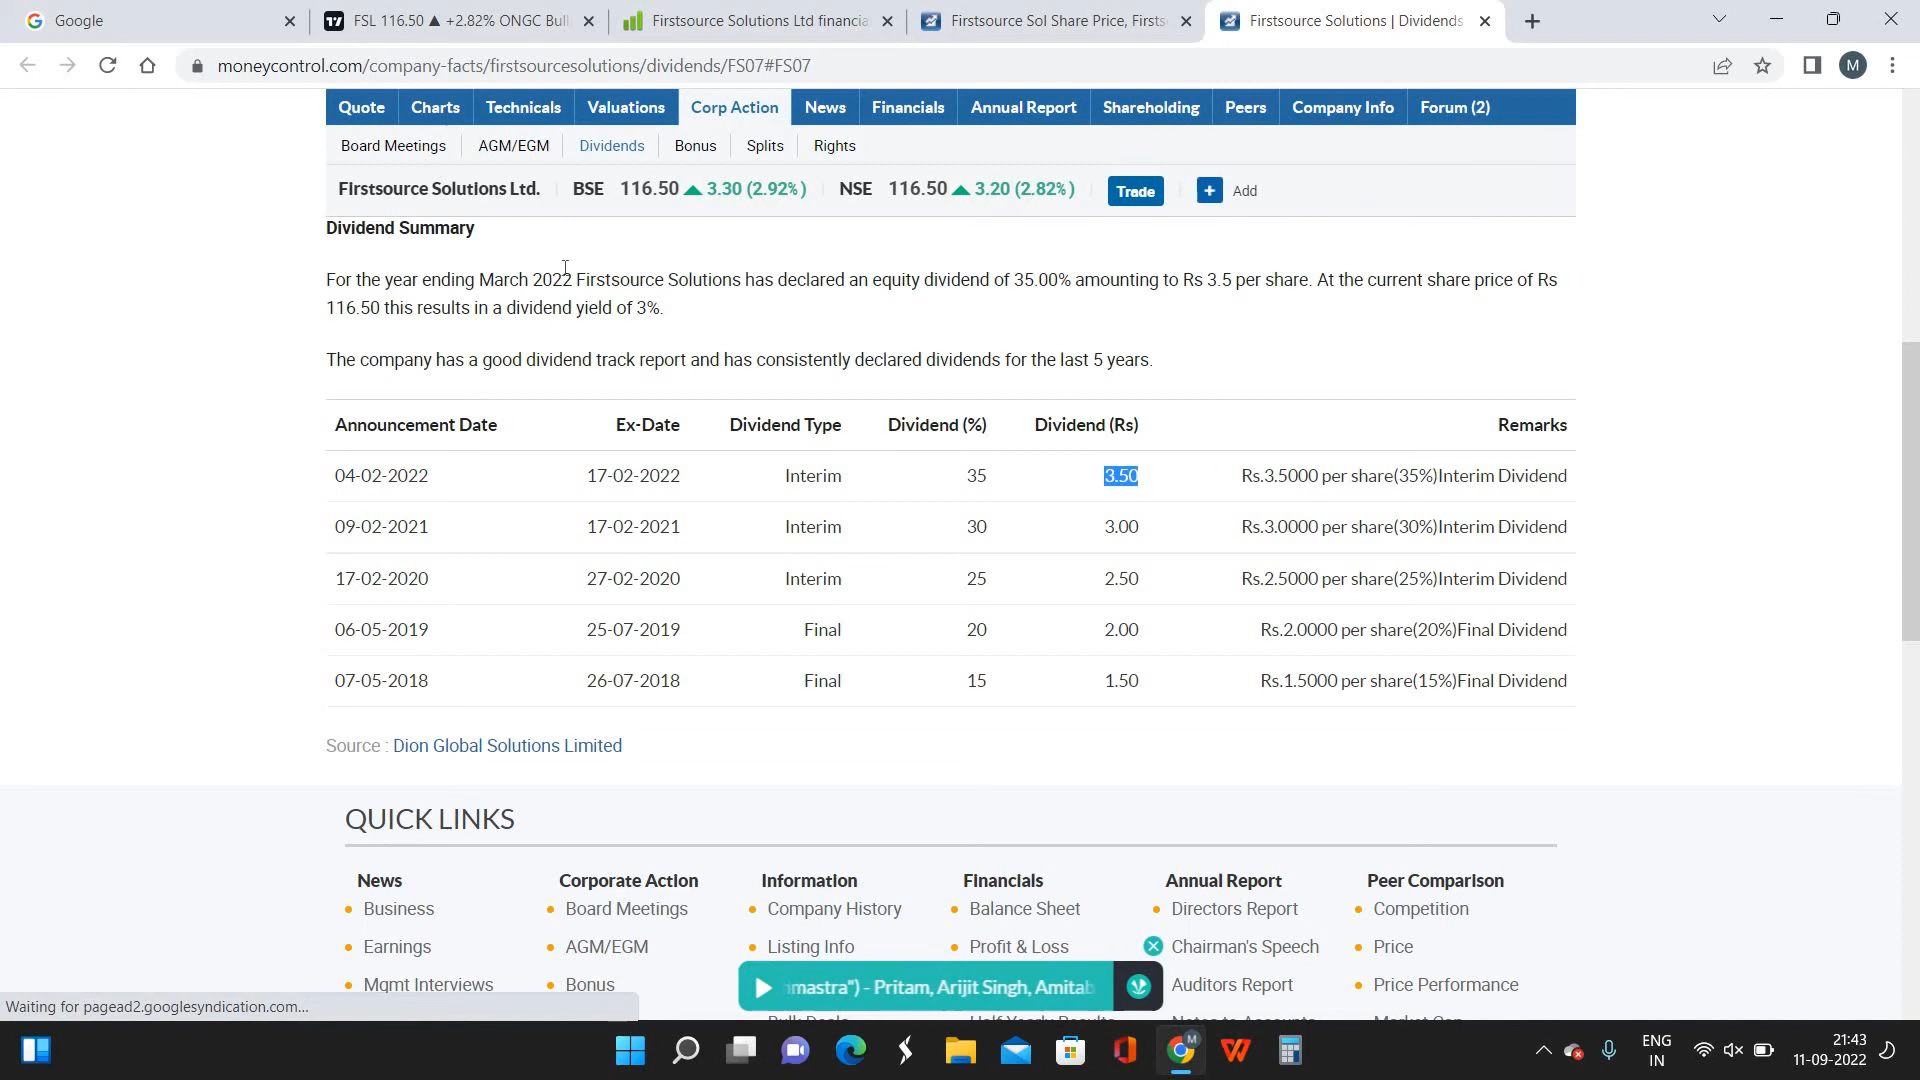 Google
FSL 116.50 ▲ +2.82% ONGC Bul
Firstsource Solutions Ltd financia
Firstsource Sol Share Price, Firsts
Firstsource Solutions | Dividends
moneycontrol.com/company-facts/firstsourcesolutions/dividends/FS07#FS07
M
Quote Charts Technicals Valuations Corp Action News Financials Annual Report Shareholding Peers Company Info Forum (2)
Board Meetings AGM/EGM Dividends Bonus Splits Rights
Firstsource Solutions Ltd. BSE 116.50 ▲ 3.30 (2.92%) NSE 116.50 ▲ 3.20 (2.82%) Trade + Add
Dividend Summary
For the year ending March 2022 Firstsource Solutions has declared an equity dividend of 35.00% amounting to Rs 3.5 per share. At the current share price of Rs
116.50 this results in a dividend yield of 3%.
The company has a good dividend track report and has consistently declared dividends for the last 5 years.
Announcement Date Ex-Date Dividend Type Dividend (%) Dividend (Rs) Remarks
04-02-2022 17-02-2022 Interim 35 3.50 Rs.3.5000 per share(35%)Interim Dividend
09-02-2021 17-02-2021 Interim 30 3.00 Rs.3.0000 per share(30%)Interim Dividend
17-02-2020 27-02-2020 Interim 25 2.50 Rs.2.5000 per share(25%)Interim Dividend
06-05-2019 25-07-2019 Final 20 2.00 Rs.2.0000 per share(20%)Final Dividend
07-05-2018 26-07-2018 Final 15 1.50 Rs.1.5000 per share(15%)Final Dividend
Source : Dion Global Solutions Limited
QUICK LINKS
News Corporate Action Information Financials Annual Report Peer Comparison
Business Board Meetings Company History Balance Sheet Directors Report Competition
Earnings AGM/EGM Listing Info Profit & Loss Chairman's Speech Price
Mgmt Interviews Bonus Auditors Report Price Performance
mastra") - Pritam, Arijit Singh, Amitab
Waiting for pagead2.googlesyndication.com...
Bulk Deals Half Yearly Results Notes to Accounts Market Cap
ENG
IN
21:43
11-09-2022